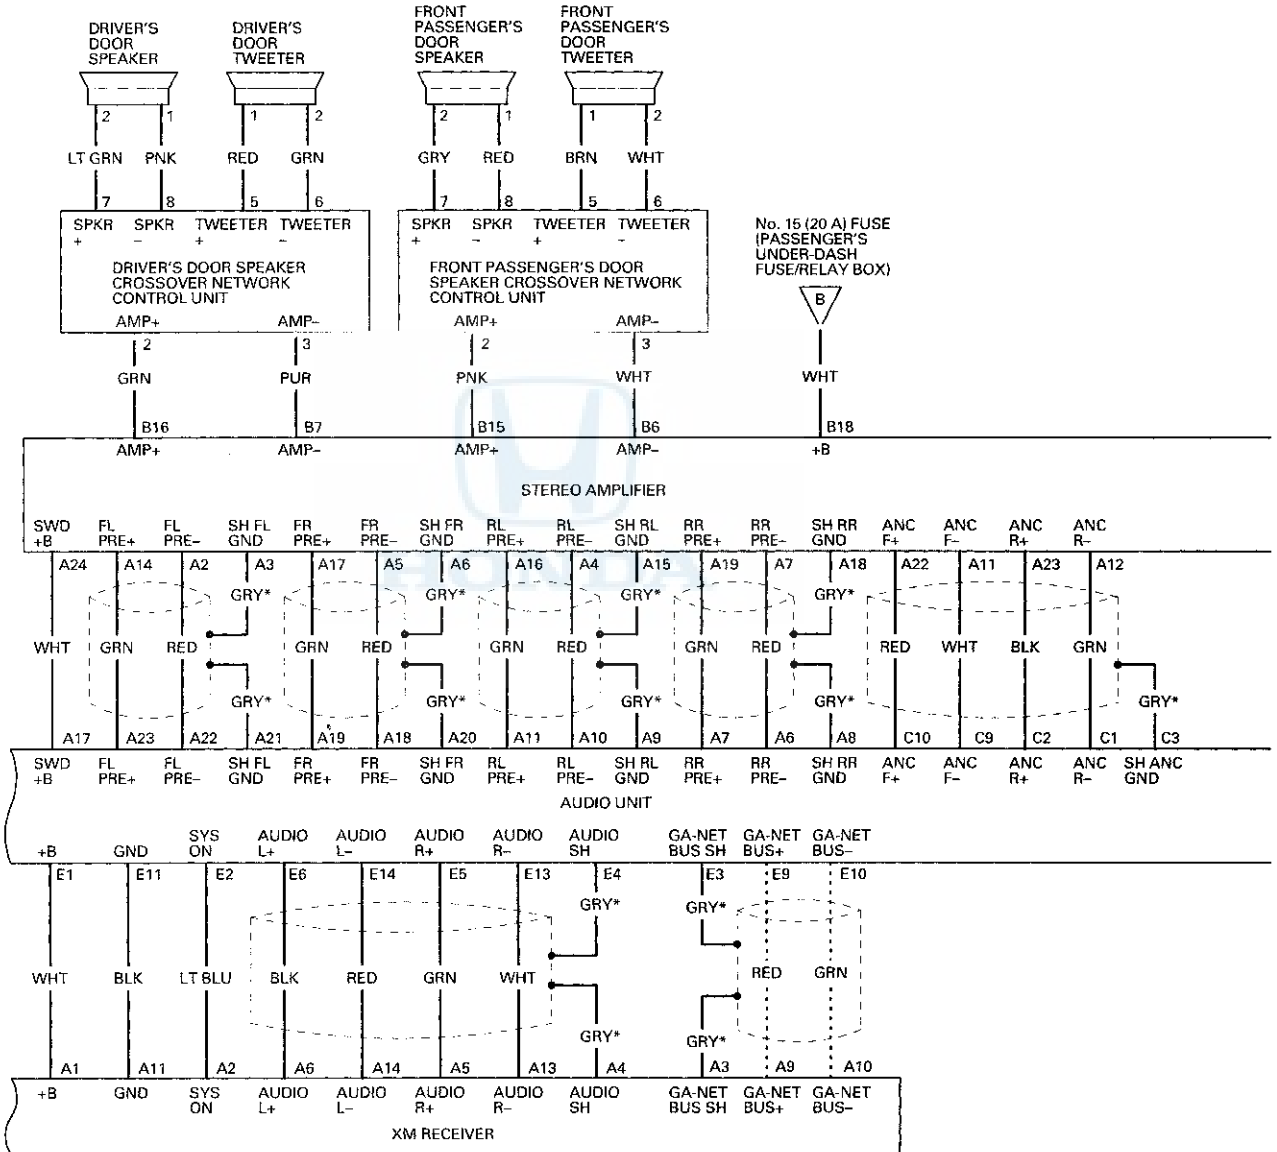 DRIVER'S
DOOR
SPEAKER
DRIVER'S
DOOR
TWEETER
FRONT
PASSENGER'S
DOOR
SPEAKER
FRONT
PASSENGER'S
DOOR
TWEETER
2 1 1 2 2 1 1 2
LT GRN PNK RED GRN GRY RED BRN WHT
7 8 5 6 7 8 5 6
SPKR SPKR TWEETER TWEETER SPKR SPKR TWEETER TWEETER
+ – + – + – + –
DRIVER'S DOOR SPEAKER
CROSSOVER NETWORK
CONTROL UNIT
FRONT PASSENGER'S DOOR
SPEAKER CROSSOVER NETWORK
CONTROL UNIT
No. 15 (20 A) FUSE
(PASSENGER'S
UNDER-DASH
FUSE/RELAY BOX)
B
AMP+ AMP– AMP+ AMP–
2 3 2 3
GRN PUR PNK WHT WHT
B16 B7 B15 B6 B18
AMP+ AMP– AMP+ AMP– +B
STEREO AMPLIFIER
HONDA
SWD FL FL SH FL FR FR SH FR RL RL SH RL RR RR SH RR ANC ANC ANC ANC
+B PRE+ PRE– GND PRE+ PRE– GND PRE+ PRE– GND PRE+ PRE– GND F+ F– R+ R–
A24 A14 A2 A3 A17 A5 A6 A16 A4 A15 A19 A7 A18 A22 A11 A23 A12
GRY* GRY* GRY* GRY*
WHT GRN RED GRN RED GRN RED GRN RED RED WHT BLK GRN
GRY* GRY* GRY* GRY* GRY*
A17 A23 A22 A21 A19 A18 A20 A11 A10 A9 A7 A6 A8 C10 C9 C2 C1 C3
SWD FL FL SH FL FR FR SH FR RL RL SH RL RR RR SH RR ANC ANC ANC ANC SH ANC
+B PRE+ PRE– GND PRE+ PRE– GND PRE+ PRE– GND PRE+ PRE– GND F+ F– R+ R– GND
AUDIO UNIT
SYS AUDIO AUDIO AUDIO AUDIO AUDIO GA-NET GA-NET GA-NET
+B GND ON L+ L– R+ R– SH BUS SH BUS+ BUS–
E1 E11 E2 E6 E14 E5 E13 E4 E3 E9 E10
GRY* GRY*
WHT BLK LT BLU BLK RED GRN WHT RED GRN
GRY* GRY*
A1 A11 A2 A6 A14 A5 A13 A4 A3 A9 A10
+B GND SYS AUDIO AUDIO AUDIO AUDIO AUDIO GA-NET GA-NET GA-NET
ON L+ L– R+ R– SH BUS SH BUS+ BUS–
XM RECEIVER